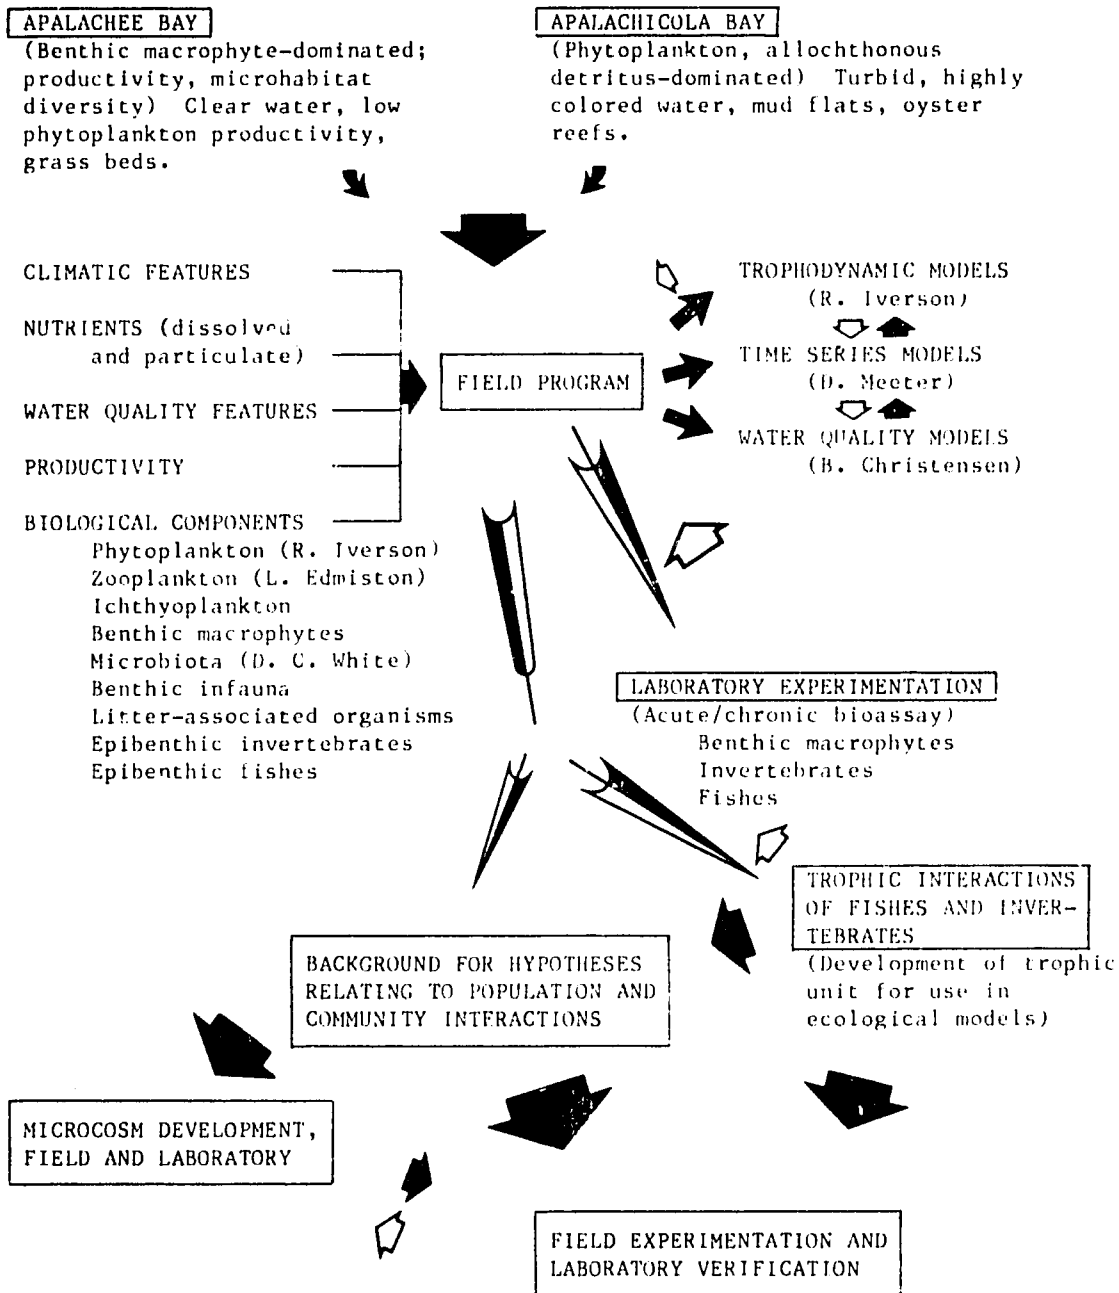 APALACHEE BAY
(Benthic macrophyte-dominated;
productivity, microhabitat
diversity) Clear water, low
phytoplankton productivity,
grass beds.
APALACHICOLA BAY
(Phytoplankton, allochthonous
detritus-dominated) Turbid, highly
colored water, mud flats, oyster
reefs.
CLIMATIC FEATURES
NUTRIENTS (dissolved
and particulate)
WATER QUALITY FEATURES
PRODUCTIVITY
BIOLOGICAL COMPONENTS
Phytoplankton (R. Iverson)
Zooplankton (L. Edmiston)
Ichthyoplankton
Benthic macrophytes
Microbiota (D. C. White)
Benthic infauna
Litter-associated organisms
Epibenthic invertebrates
Epibenthic fishes
FIELD PROGRAM
TROPHODYNAMIC MODELS
(R. Iverson)
TIME SERIES MODELS
(D. Meeter)
WATER QUALITY MODELS
(B. Christensen)
LABORATORY EXPERIMENTATION
(Acute/chronic bioassay)
Benthic macrophytes
Invertebrates
Fishes
TROPHIC INTERACTIONS
OF FISHES AND INVER-
TEBRATES
(Development of trophic
unit for use in
ecological models)
BACKGROUND FOR HYPOTHESES
RELATING TO POPULATION AND
COMMUNITY INTERACTIONS
MICROCOSM DEVELOPMENT,
FIELD AND LABORATORY
FIELD EXPERIMENTATION AND
LABORATORY VERIFICATION